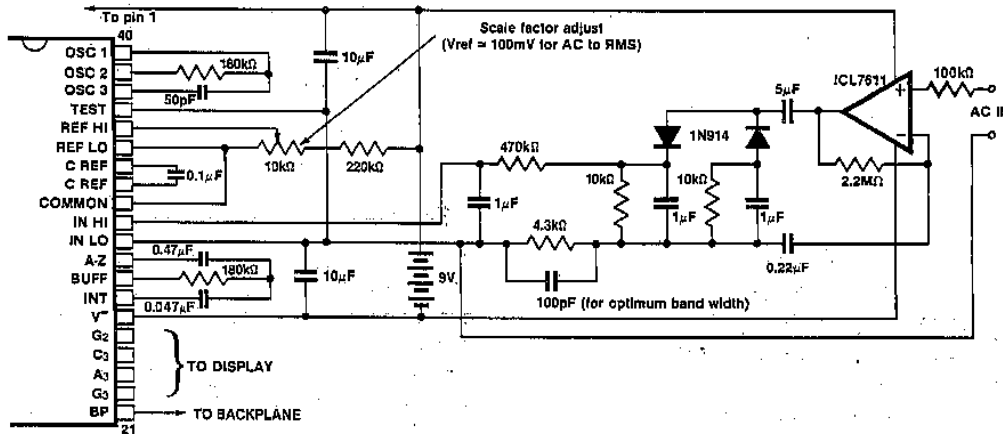 To pin 1
40
OSC 1
OSC 2
OSC 3
TEST
REF HI
REF LO
C REF
C REF
COMMON
IN HI
IN LO
A-Z
BUFF
INT
V⁻
G2
C3
A3
G3
BP
21
180kΩ
50pF
0.1µF
0.47µF
180kΩ
0.047µF
TO DISPLAY
TO BACKPLANE
10µF
Scale factor adjust
(Vref = 100mV for AC to RMS)
10kΩ
220kΩ
10µF
9V
470kΩ
1µF
4.3kΩ
100pF (for optimum band width)
10kΩ
1µF
10kΩ
1µF
1N914
5µF
ICL7611
+
−
100kΩ
AC I
2.2MΩ
0.22µF